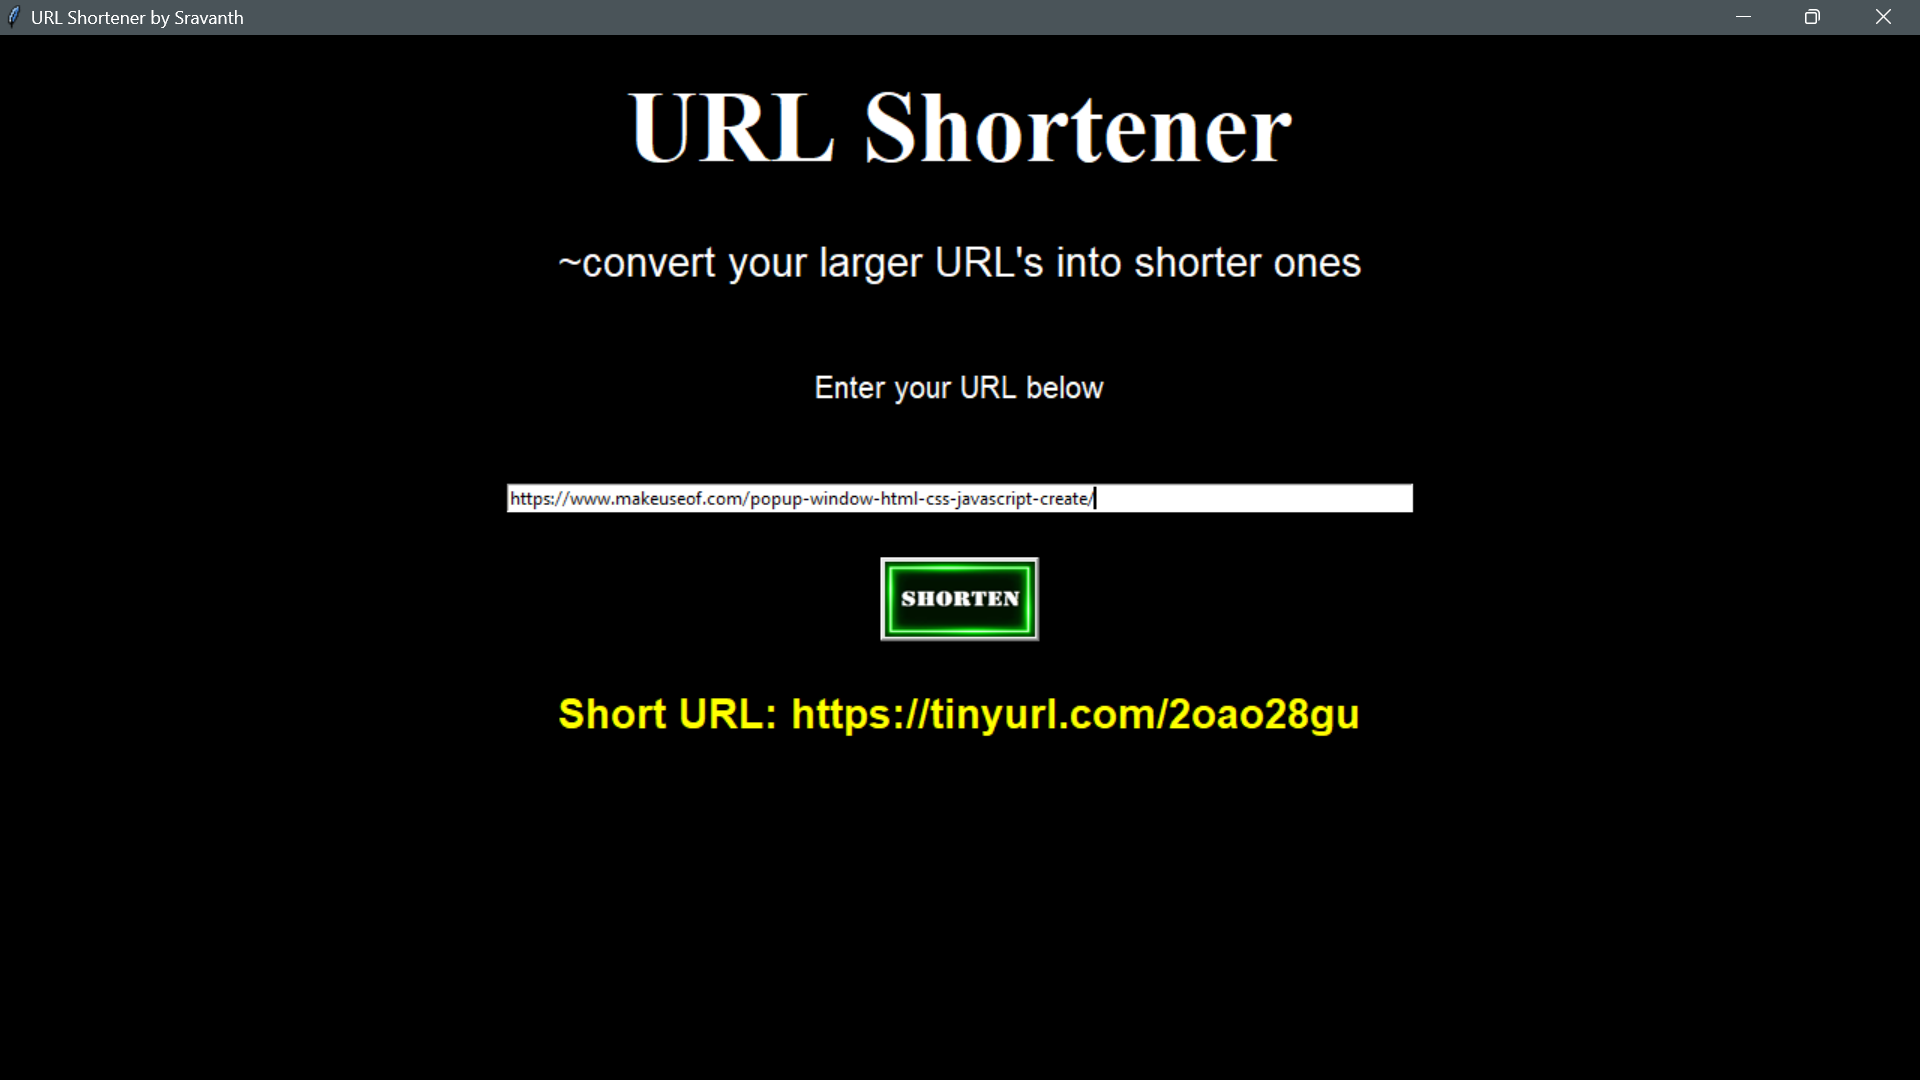 URL Shortener by Sravanth
URL Shortener
~convert your larger URL's into shorter ones
Enter your URL below
https://www.makeuseof.com/popup-window-html-css-javascript-create/
SHORTEN
Short URL: https://tinyurl.com/2oao28gu